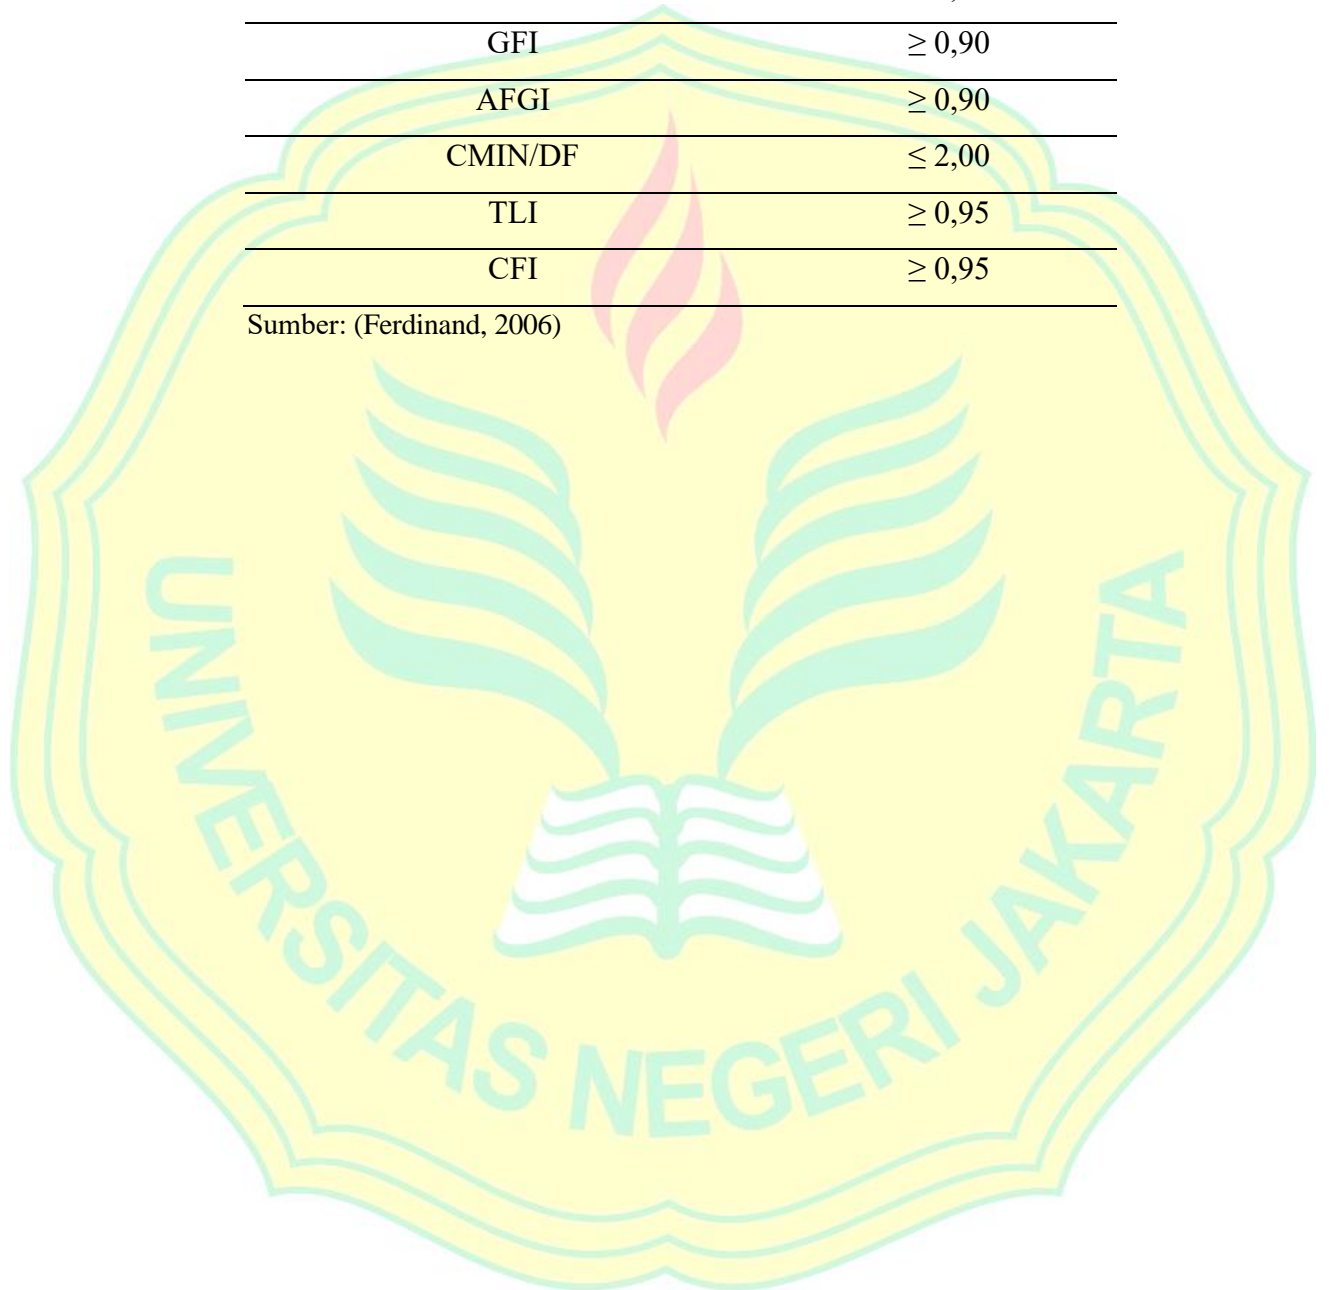 GFI ≥ 0,90
AFGI ≥ 0,90
CMIN/DF ≤ 2,00
TLI ≥ 0,95
CFI ≥ 0,95
Sumber: (Ferdinand, 2006)
UNIVERSITAS NEGERI JAKARTA